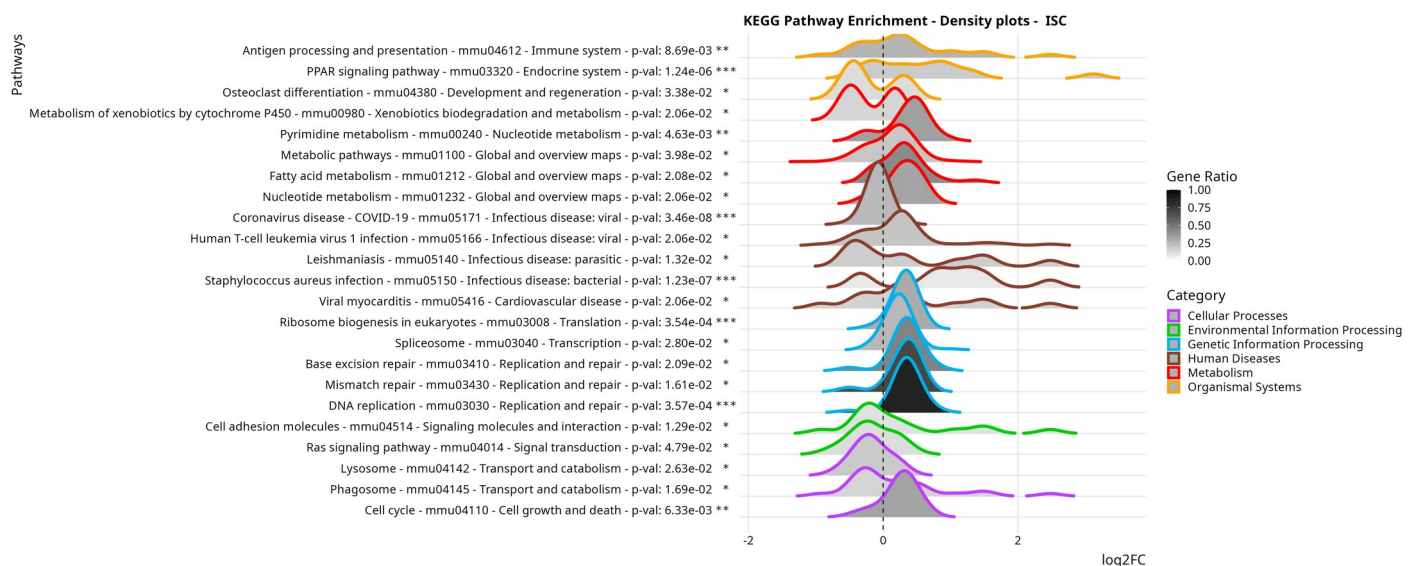 KEGG Pathway Enrichment - Density plots -  ISC
Pathways
Antigen processing and presentation - mmu04612 - Immune system - p-val: 8.69e-03 **
PPAR signaling pathway - mmu03320 - Endocrine system - p-val: 1.24e-06 ***
Osteoclast differentiation - mmu04380 - Development and regeneration - p-val: 3.38e-02 *
Metabolism of xenobiotics by cytochrome P450 - mmu00980 - Xenobiotics biodegradation and metabolism - p-val: 2.06e-02 *
Pyrimidine metabolism - mmu00240 - Nucleotide metabolism - p-val: 4.63e-03 **
Metabolic pathways - mmu01100 - Global and overview maps - p-val: 3.98e-02 *
Fatty acid metabolism - mmu01212 - Global and overview maps - p-val: 2.08e-02 *
Nucleotide metabolism - mmu01232 - Global and overview maps - p-val: 2.06e-02 *
Coronavirus disease - COVID-19 - mmu05171 - Infectious disease: viral - p-val: 3.46e-08 ***
Human T-cell leukemia virus 1 infection - mmu05166 - Infectious disease: viral - p-val: 2.06e-02 *
Leishmaniasis - mmu05140 - Infectious disease: parasitic - p-val: 1.32e-02 *
Staphylococcus aureus infection - mmu05150 - Infectious disease: bacterial - p-val: 1.23e-07 ***
Viral myocarditis - mmu05416 - Cardiovascular disease - p-val: 2.06e-02 *
Ribosome biogenesis in eukaryotes - mmu03008 - Translation - p-val: 3.54e-04 ***
Spliceosome - mmu03040 - Transcription - p-val: 2.80e-02 *
Base excision repair - mmu03410 - Replication and repair - p-val: 2.09e-02 *
Mismatch repair - mmu03430 - Replication and repair - p-val: 1.61e-02 *
DNA replication - mmu03030 - Replication and repair - p-val: 3.57e-04 ***
Cell adhesion molecules - mmu04514 - Signaling molecules and interaction - p-val: 1.29e-02 *
Ras signaling pathway - mmu04014 - Signal transduction - p-val: 4.79e-02 *
Lysosome - mmu04142 - Transport and catabolism - p-val: 2.63e-02 *
Phagosome - mmu04145 - Transport and catabolism - p-val: 1.69e-02 *
Cell cycle - mmu04110 - Cell growth and death - p-val: 6.33e-03 **
-2 0 2
log2FC
Gene Ratio
1.00
0.75
0.50
0.25
0.00
Category
Cellular Processes
Environmental Information Processing
Genetic Information Processing
Human Diseases
Metabolism
Organismal Systems